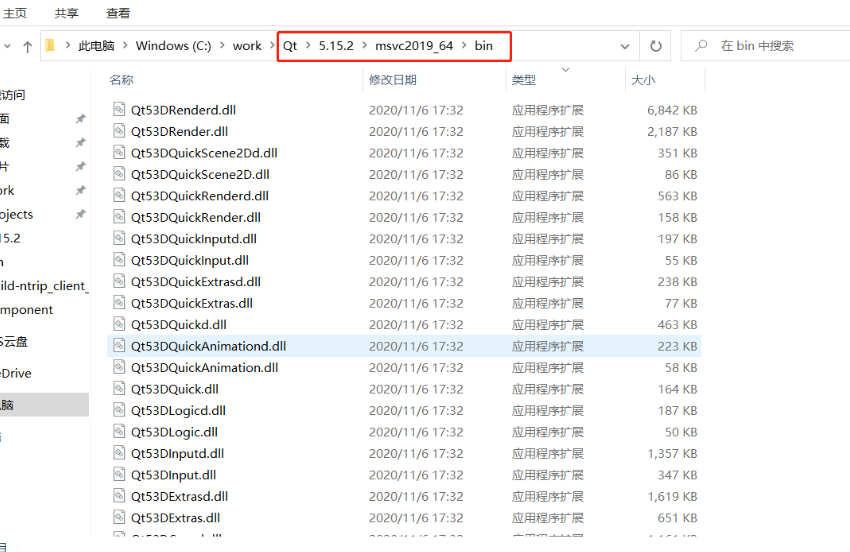 主页 共享 查看
此电脑 Windows (C:) work Qt 5.15.2 msvc2019_64 bin 在 bin 中搜索
名称 修改日期 类型 大小
访问
面
载
片
ork
ojects
15.2
n
ild-ntrip_client_
mponent
S云盘
eDrive
脑
Qt53DRenderd.dll 2020/11/6 17:32 应用程序扩展 6,842 KB
Qt53DRender.dll 2020/11/6 17:32 应用程序扩展 2,187 KB
Qt53DQuickScene2Dd.dll 2020/11/6 17:32 应用程序扩展 351 KB
Qt53DQuickScene2D.dll 2020/11/6 17:32 应用程序扩展 86 KB
Qt53DQuickRenderd.dll 2020/11/6 17:32 应用程序扩展 563 KB
Qt53DQuickRender.dll 2020/11/6 17:32 应用程序扩展 158 KB
Qt53DQuickInputd.dll 2020/11/6 17:32 应用程序扩展 197 KB
Qt53DQuickInput.dll 2020/11/6 17:32 应用程序扩展 55 KB
Qt53DQuickExtrasd.dll 2020/11/6 17:32 应用程序扩展 238 KB
Qt53DQuickExtras.dll 2020/11/6 17:32 应用程序扩展 77 KB
Qt53DQuickd.dll 2020/11/6 17:32 应用程序扩展 463 KB
Qt53DQuickAnimationd.dll 2020/11/6 17:32 应用程序扩展 223 KB
Qt53DQuickAnimation.dll 2020/11/6 17:32 应用程序扩展 58 KB
Qt53DQuick.dll 2020/11/6 17:32 应用程序扩展 164 KB
Qt53DLogicd.dll 2020/11/6 17:32 应用程序扩展 187 KB
Qt53DLogic.dll 2020/11/6 17:32 应用程序扩展 50 KB
Qt53DInputd.dll 2020/11/6 17:32 应用程序扩展 1,357 KB
Qt53DInput.dll 2020/11/6 17:32 应用程序扩展 347 KB
Qt53DExtrasd.dll 2020/11/6 17:32 应用程序扩展 1,619 KB
Qt53DExtras.dll 2020/11/6 17:32 应用程序扩展 651 KB